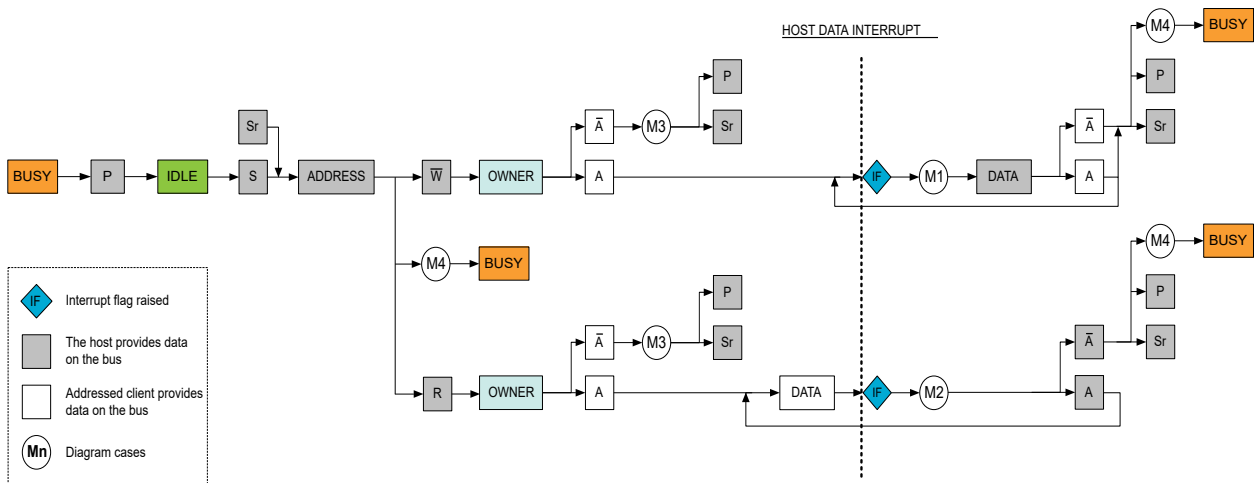 HOST DATA INTERRUPT
M4
BUSY
P
P
Sr
A̅
M3
Sr
A̅
Sr
BUSY
P
IDLE
S
ADDRESS
W̅
OWNER
A
IF
M1
DATA
A
M4
BUSY
M4
BUSY
P
P
A̅
M3
Sr
A̅
Sr
R
OWNER
A
DATA
IF
M2
A
IF
Interrupt flag raised
The host provides data
on the bus
Addressed client provides
data on the bus
Mn
Diagram cases